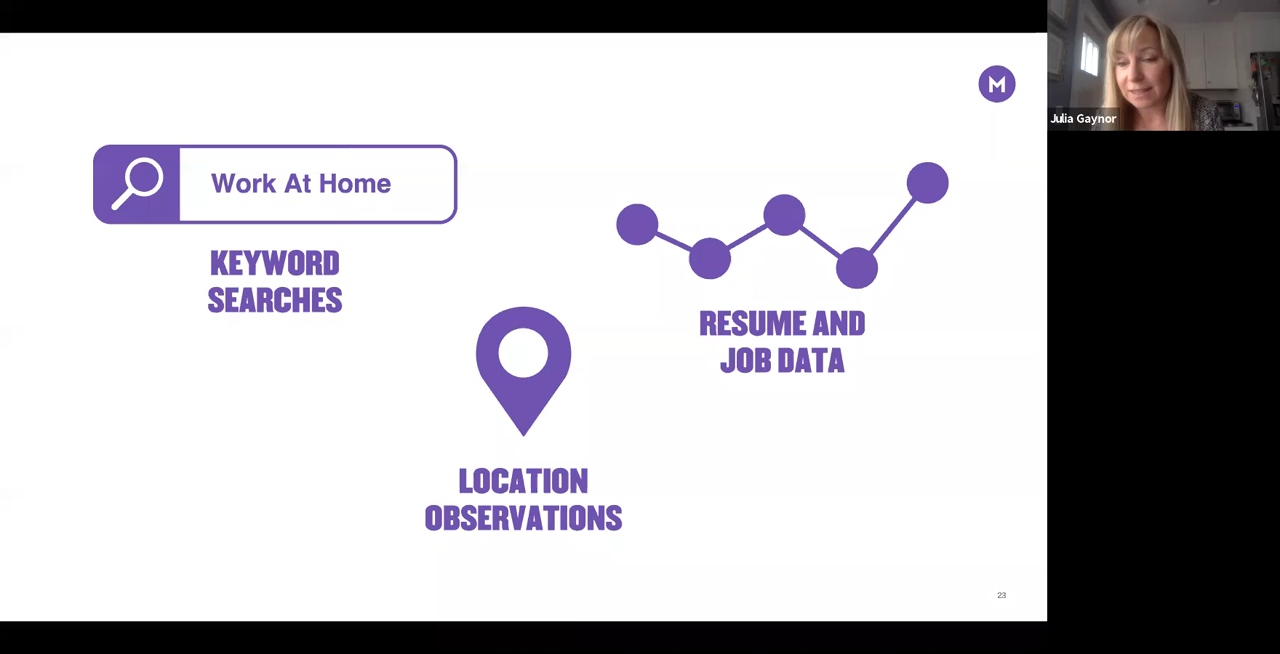 M
Julia Gaynor
Work At Home
KEYWORD
SEARCHES
RESUME AND
JOB DATA
LOCATION
OBSERVATIONS
23